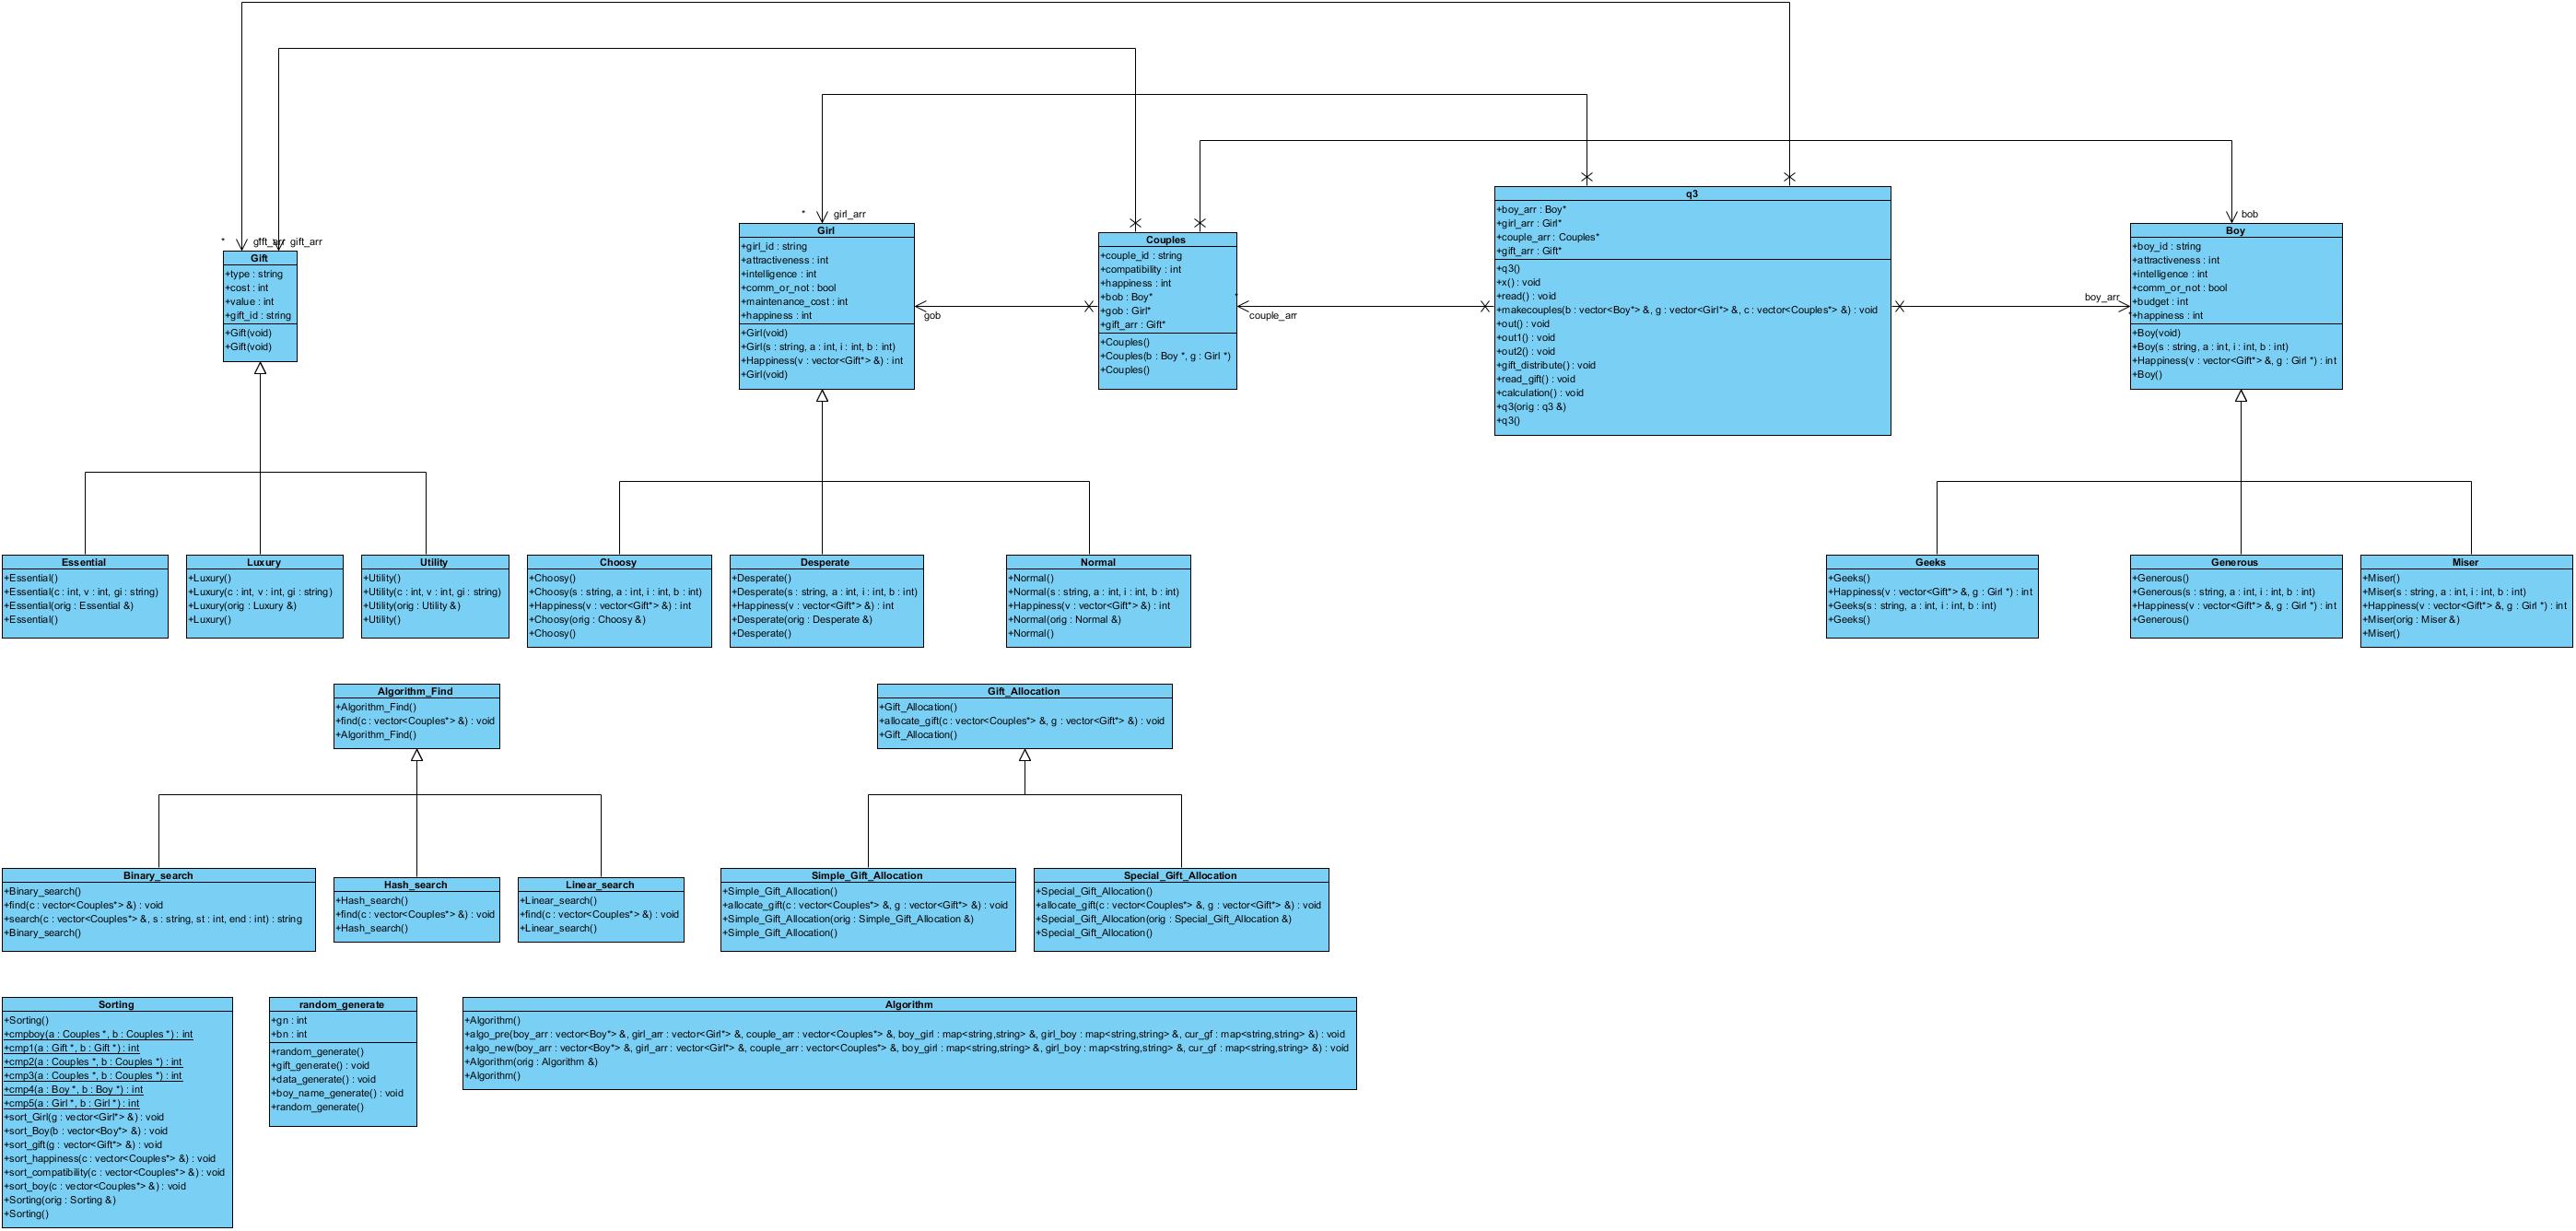 * girl_arr
bob
* gift_arr
* gift_arr
Gift
+type : string
+cost : int
+value : int
+gift_id : string
+Gift(void)
+Gift(void)
Girl
+girl_id : string
+attractiveness : int
+intelligence : int
+comm_or_not : bool
+maintenance_cost : int
+happiness : int
+Girl(void)
+Girl(s : string, a : int, i : int, b : int)
+Happiness(v : vector<Gift*> &) : int
+Girl(void)
gob
Couples
+couple_id : string
+compatibility : int
+happiness : int
+bob : Boy*
+gob : Girl*
+gift_arr : Gift*
+Couples()
+Couples(b : Boy *, g : Girl *)
+Couples()
*
couple_arr
q3
+boy_arr : Boy*
+girl_arr : Girl*
+couple_arr : Couples*
+gift_arr : Gift*
+q3()
+x() : void
+read() : void
+makecouples(b : vector<Boy*> &, g : vector<Girl*> &, c : vector<Couples*> &) : void
+out() : void
+out1() : void
+out2() : void
+gift_distribute() : void
+read_gift() : void
+calculation() : void
+q3(orig : q3 &)
+q3()
boy_arr
*
Boy
+boy_id : string
+attractiveness : int
+intelligence : int
+comm_or_not : bool
+budget : int
+happiness : int
+Boy(void)
+Boy(s : string, a : int, i : int, b : int)
+Happiness(v : vector<Gift*> &, g : Girl *) : int
+Boy()
Essential
+Essential()
+Essential(c : int, v : int, gi : string)
+Essential(orig : Essential &)
+Essential()
Luxury
+Luxury()
+Luxury(c : int, v : int, gi : string)
+Luxury(orig : Luxury &)
+Luxury()
Utility
+Utility()
+Utility(c : int, v : int, gi : string)
+Utility(orig : Utility &)
+Utility()
Choosy
+Choosy()
+Choosy(s : string, a : int, i : int, b : int)
+Happiness(v : vector<Gift*> &) : int
+Choosy(orig : Choosy &)
+Choosy()
Desperate
+Desperate()
+Desperate(s : string, a : int, i : int, b : int)
+Happiness(v : vector<Gift*> &) : int
+Desperate(orig : Desperate &)
+Desperate()
Normal
+Normal()
+Normal(s : string, a : int, i : int, b : int)
+Happiness(v : vector<Gift*> &) : int
+Normal(orig : Normal &)
+Normal()
Geeks
+Geeks()
+Happiness(v : vector<Gift*> &, g : Girl *) : int
+Geeks(s : string, a : int, i : int, b : int)
+Geeks()
Generous
+Generous()
+Generous(s : string, a : int, i : int, b : int)
+Happiness(v : vector<Gift*> &, g : Girl *) : int
+Generous()
Miser
+Miser()
+Miser(s : string, a : int, i : int, b : int)
+Happiness(v : vector<Gift*> &, g : Girl *) : int
+Miser(orig : Miser &)
+Miser()
Algorithm_Find
+Algorithm_Find()
+find(c : vector<Couples*> &) : void
+Algorithm_Find()
Gift_Allocation
+Gift_Allocation()
+allocate_gift(c : vector<Couples*> &, g : vector<Gift*> &) : void
+Gift_Allocation()
Binary_search
+Binary_search()
+find(c : vector<Couples*> &) : void
+search(c : vector<Couples*> &, s : string, st : int, end : int) : string
+Binary_search()
Hash_search
+Hash_search()
+find(c : vector<Couples*> &) : void
+Hash_search()
Linear_search
+Linear_search()
+find(c : vector<Couples*> &) : void
+Linear_search()
Simple_Gift_Allocation
+Simple_Gift_Allocation()
+allocate_gift(c : vector<Couples*> &, g : vector<Gift*> &) : void
+Simple_Gift_Allocation(orig : Simple_Gift_Allocation &)
+Simple_Gift_Allocation()
Special_Gift_Allocation
+Special_Gift_Allocation()
+allocate_gift(c : vector<Couples*> &, g : vector<Gift*> &) : void
+Special_Gift_Allocation(orig : Special_Gift_Allocation &)
+Special_Gift_Allocation()
Sorting
+Sorting()
+cmpboy(a : Couples *, b : Couples *) : int
+cmp1(a : Gift *, b : Gift *) : int
+cmp2(a : Couples *, b : Couples *) : int
+cmp3(a : Couples *, b : Couples *) : int
+cmp4(a : Boy *, b : Boy *) : int
+cmp5(a : Girl *, b : Girl *) : int
+sort_Girl(g : vector<Girl*> &) : void
+sort_Boy(b : vector<Boy*> &) : void
+sort_gift(g : vector<Gift*> &) : void
+sort_happiness(c : vector<Couples*> &) : void
+sort_compatibility(c : vector<Couples*> &) : void
+sort_boy(c : vector<Couples*> &) : void
+Sorting(orig : Sorting &)
+Sorting()
random_generate
+gn : int
+bn : int
+random_generate()
+gift_generate() : void
+data_generate() : void
+boy_name_generate() : void
+random_generate()
Algorithm
+Algorithm()
+algo_pre(boy_arr : vector<Boy*> &, girl_arr : vector<Girl*> &, couple_arr : vector<Couples*> &, boy_girl : map<string,string> &, girl_boy : map<string,string> &, cur_gf : map<string,string> &) : void
+algo_new(boy_arr : vector<Boy*> &, girl_arr : vector<Girl*> &, couple_arr : vector<Couples*> &, boy_girl : map<string,string> &, girl_boy : map<string,string> &, cur_gf : map<string,string> &) : void
+Algorithm(orig : Algorithm &)
+Algorithm()